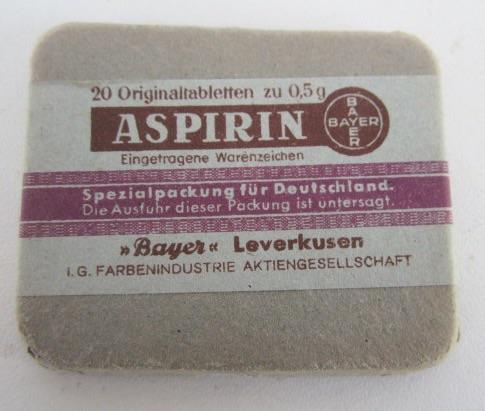 20 Originaltabletten zu 0,5 g
ASPIRIN
BAYER
BAYER
Eingetragene Warenzeichen
Spezialpackung für Deutschland.
Die Ausfuhr dieser Packung ist untersagt.
»Bayer« Leverkusen
I. G. FARBENINDUSTRIE AKTIENGESELLSCHAFT